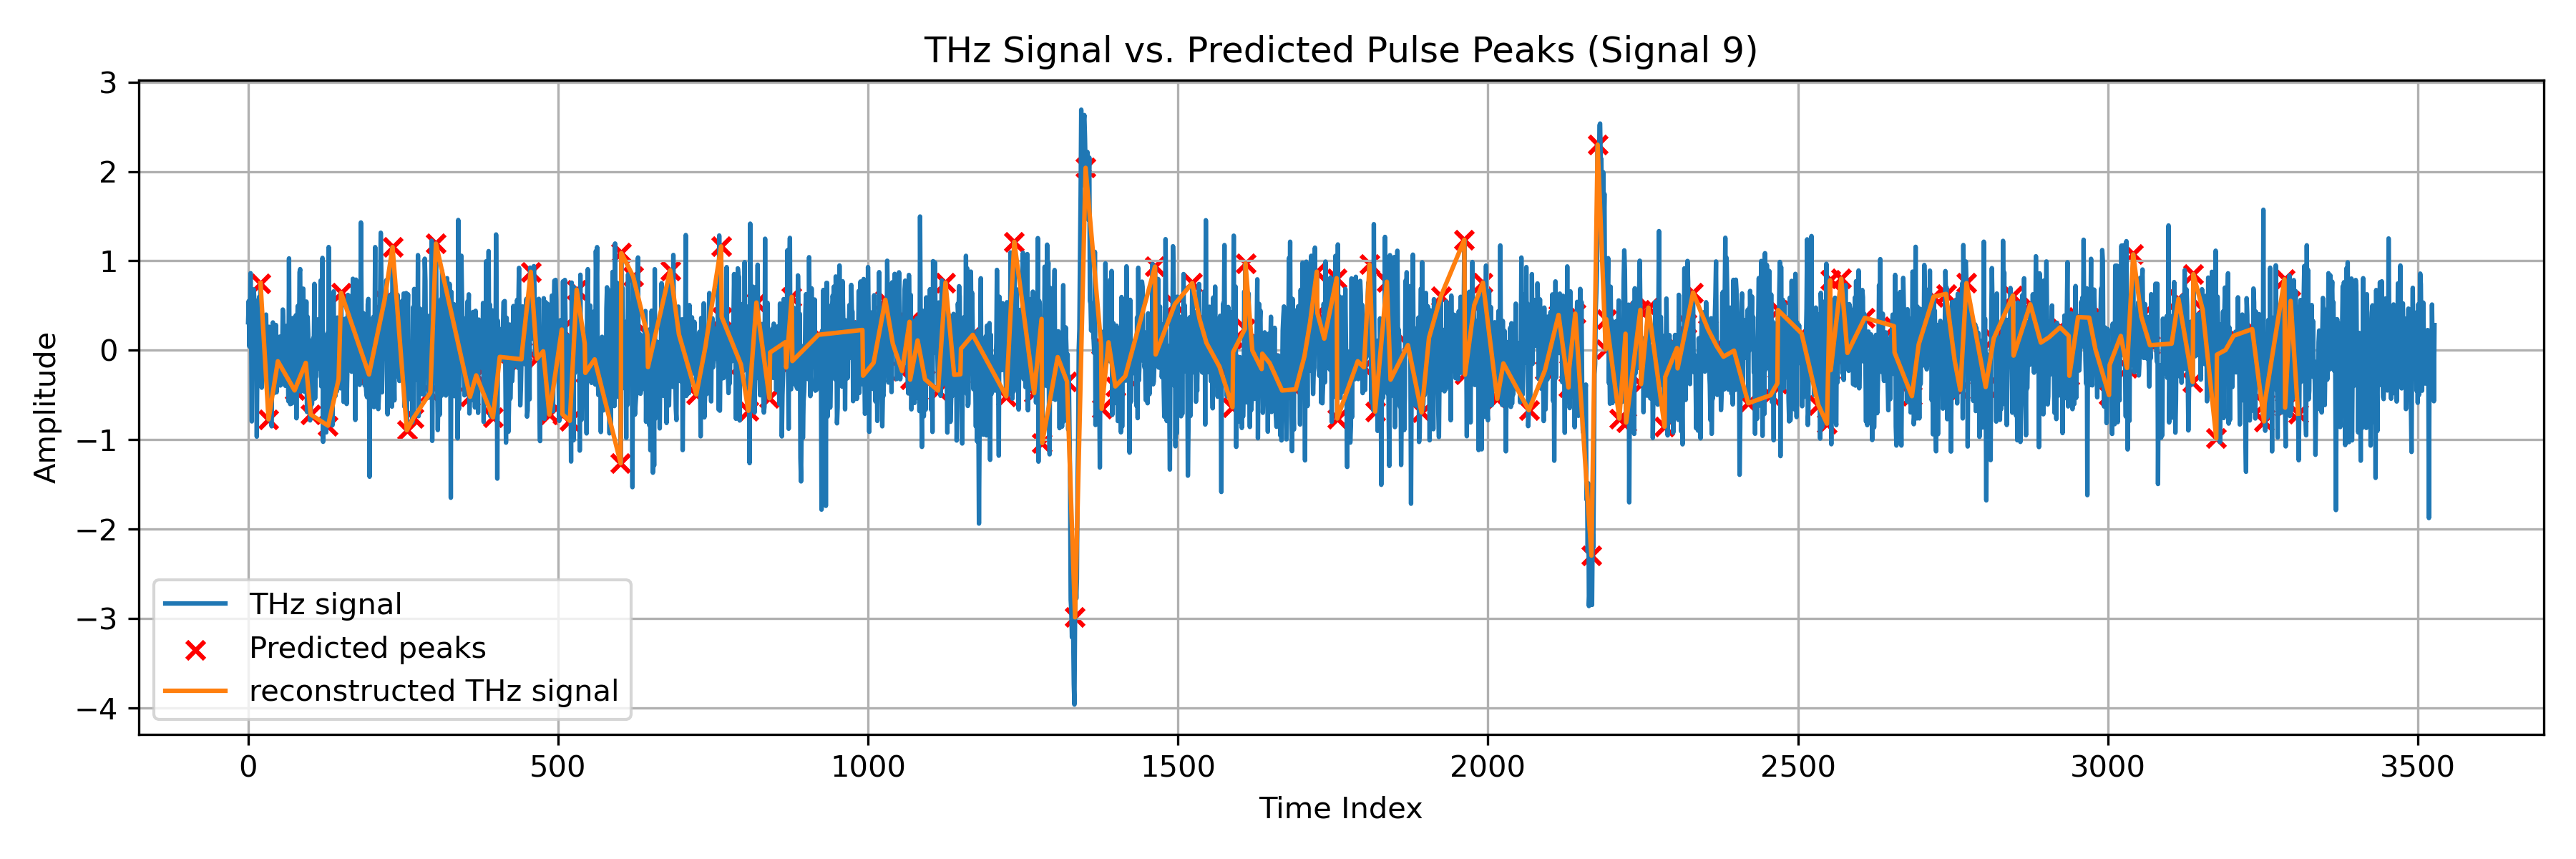 THz Signal vs. Predicted Pulse Peaks (Signal 9)
3
2
1
0
−1
−2
−3
−4
Amplitude
THz signal
Predicted peaks
reconstructed THz signal
0 500 1000 1500 2000 2500 3000 3500
Time Index